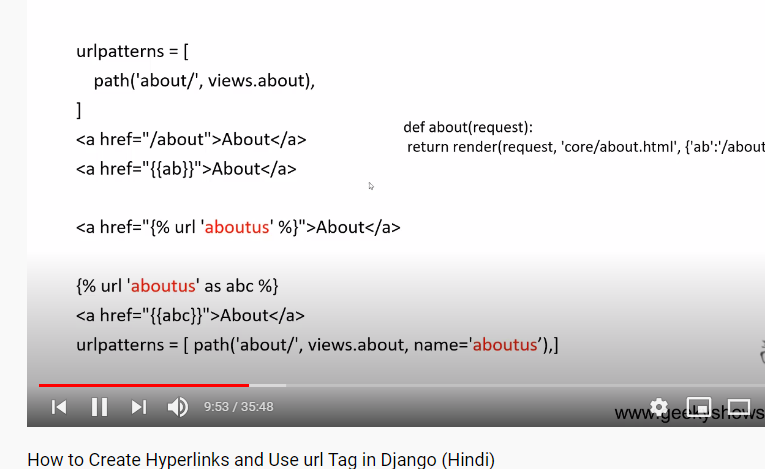 urlpatterns = [
path('about/', views.about),
]
<a href="/about">About</a>
def about(request):
return render(request, 'core/about.html', {'ab':'/about
<a href="{{ab}}">About</a>
<a href="{% url 'aboutus' %}">About</a>
{% url 'aboutus' as abc %}
<a href="{{abc}}">About</a>
urlpatterns = [ path('about/', views.about, name='aboutus’),]
9:53 / 35:48
www.geekyshows
How to Create Hyperlinks and Use url Tag in Django (Hindi)